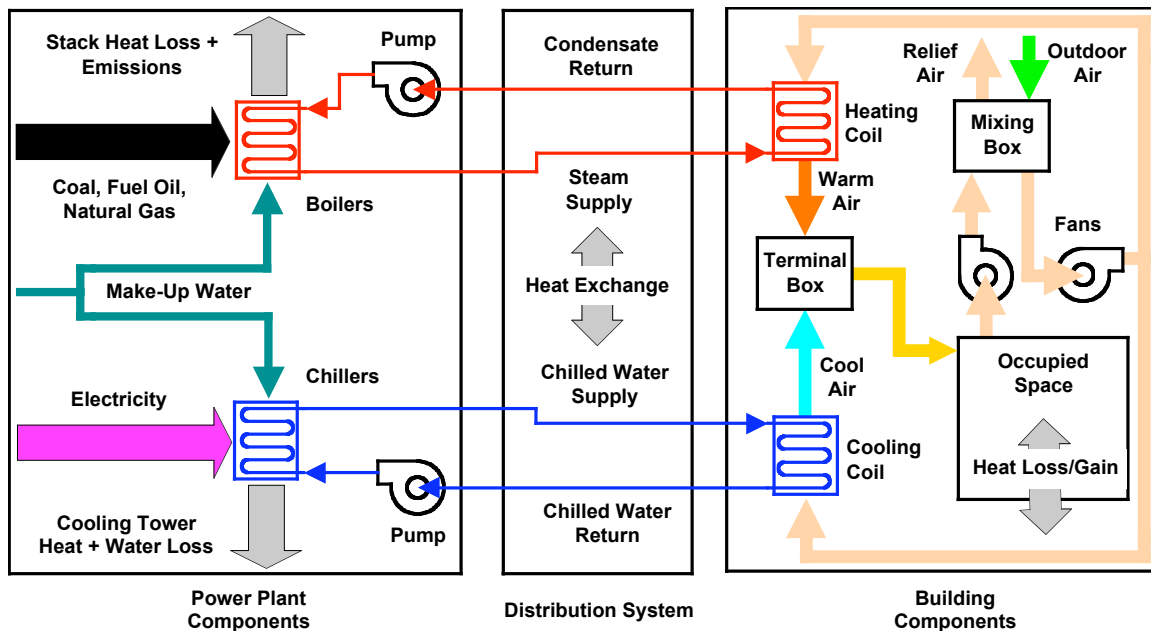 Stack Heat Loss +
Emissions
Pump
Coal, Fuel Oil,
Natural Gas
Boilers
Make-Up Water
Chillers
Electricity
Cooling Tower
Heat + Water Loss
Pump
Power Plant
Components
Condensate
Return
Steam
Supply
Heat Exchange
Chilled Water
Supply
Chilled Water
Return
Distribution System
Relief
Air
Outdoor
Air
Heating
Coil
Mixing
Box
Warm
Air
Fans
Terminal
Box
Occupied
Space
Cool
Air
Cooling
Coil
Heat Loss/Gain
Building
Components